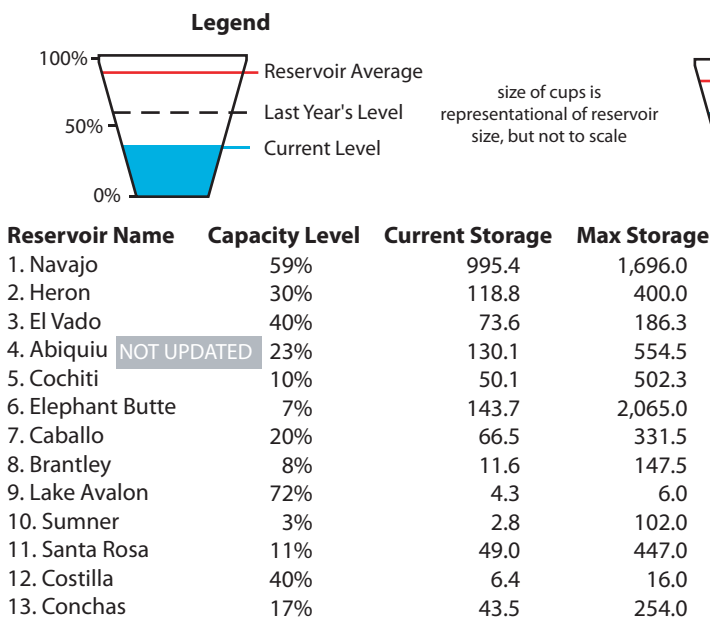 Legend
100%
Reservoir Average
Last Year's Level
50%
Current Level
0%
size of cups is
representational of reservoir
size, but not to scale
Reservoir Name Capacity Level Current Storage Max Storage
1. Navajo 59% 995.4 1,696.0
2. Heron 30% 118.8 400.0
3. El Vado 40% 73.6 186.3
4. Abiquiu NOT UPDATED 23% 130.1 554.5
5. Cochiti 10% 50.1 502.3
6. Elephant Butte 7% 143.7 2,065.0
7. Caballo 20% 66.5 331.5
8. Brantley 8% 11.6 147.5
9. Lake Avalon 72% 4.3 6.0
10. Sumner 3% 2.8 102.0
11. Santa Rosa 11% 49.0 447.0
12. Costilla 40% 6.4 16.0
13. Conchas 17% 43.5 254.0